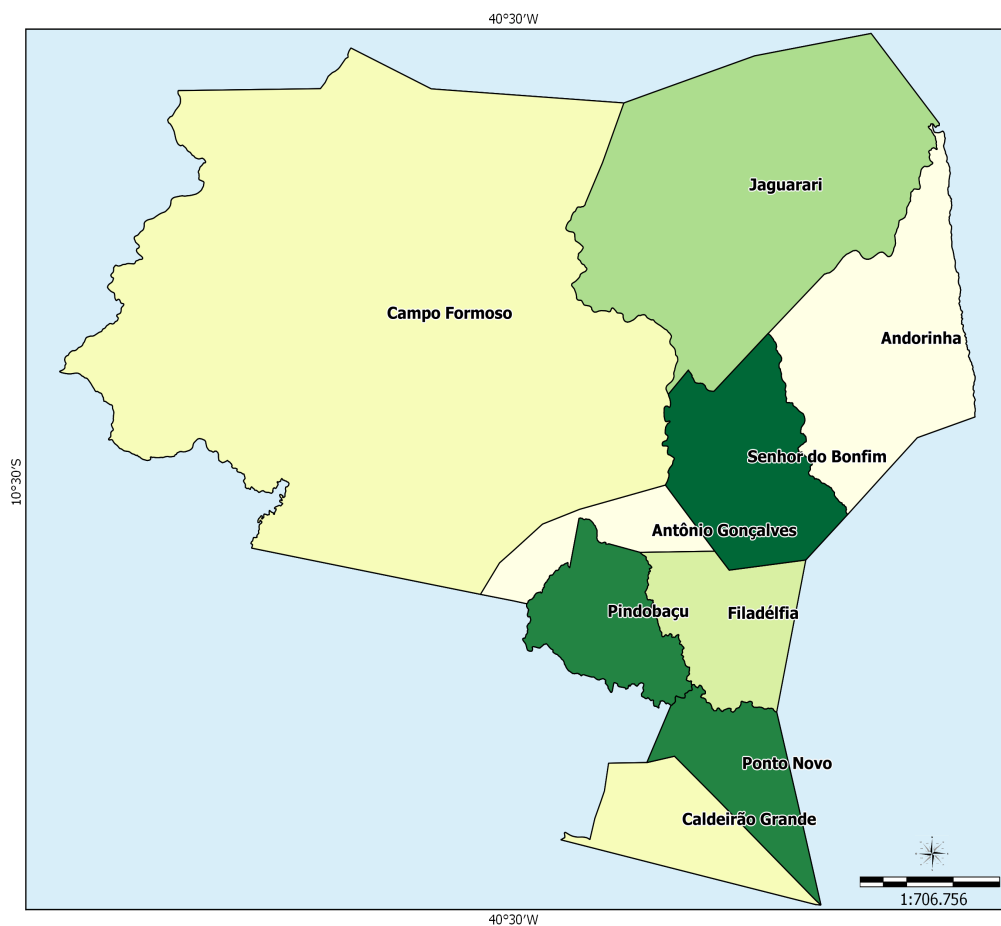 40°30'W
Jaguarari
Campo Formoso
Andorinha
Senhor do Bonfim
10°30'S
Antônio Gonçalves
Pindobaçu
Filadélfia
Ponto Novo
Caldeirão Grande
1:706.756
40°30'W